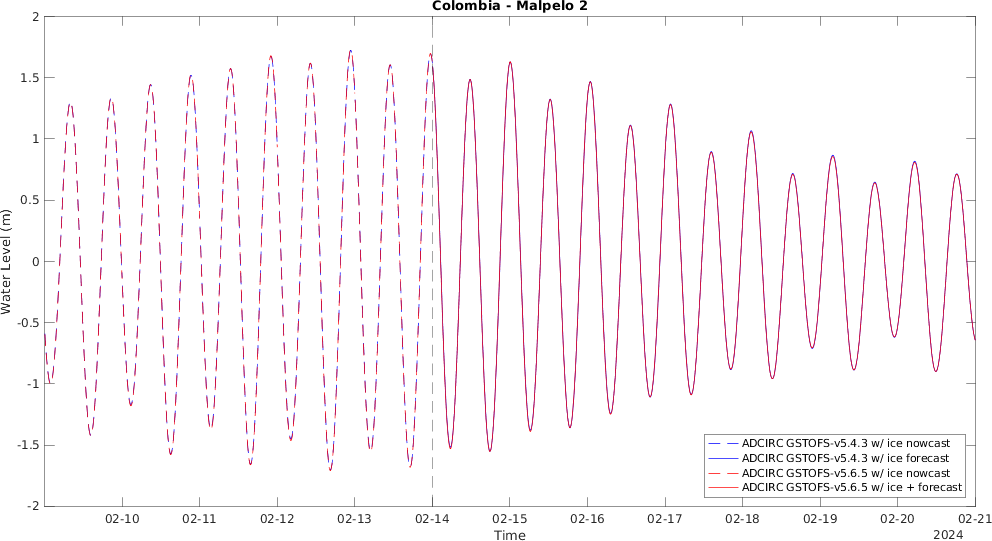 Colombia - Malpelo 2
Water Level (m)
2
1.5
1
0.5
0
-0.5
-1
-1.5
-2
ADCIRC GSTOFS-v5.4.3 w/ ice nowcast
ADCIRC GSTOFS-v5.4.3 w/ ice forecast
ADCIRC GSTOFS-v5.6.5 w/ ice nowcast
ADCIRC GSTOFS-v5.6.5 w/ ice + forecast
02-10 02-11 02-12 02-13 02-14 02-15 02-16 02-17 02-18 02-19 02-20 02-21
Time
2024